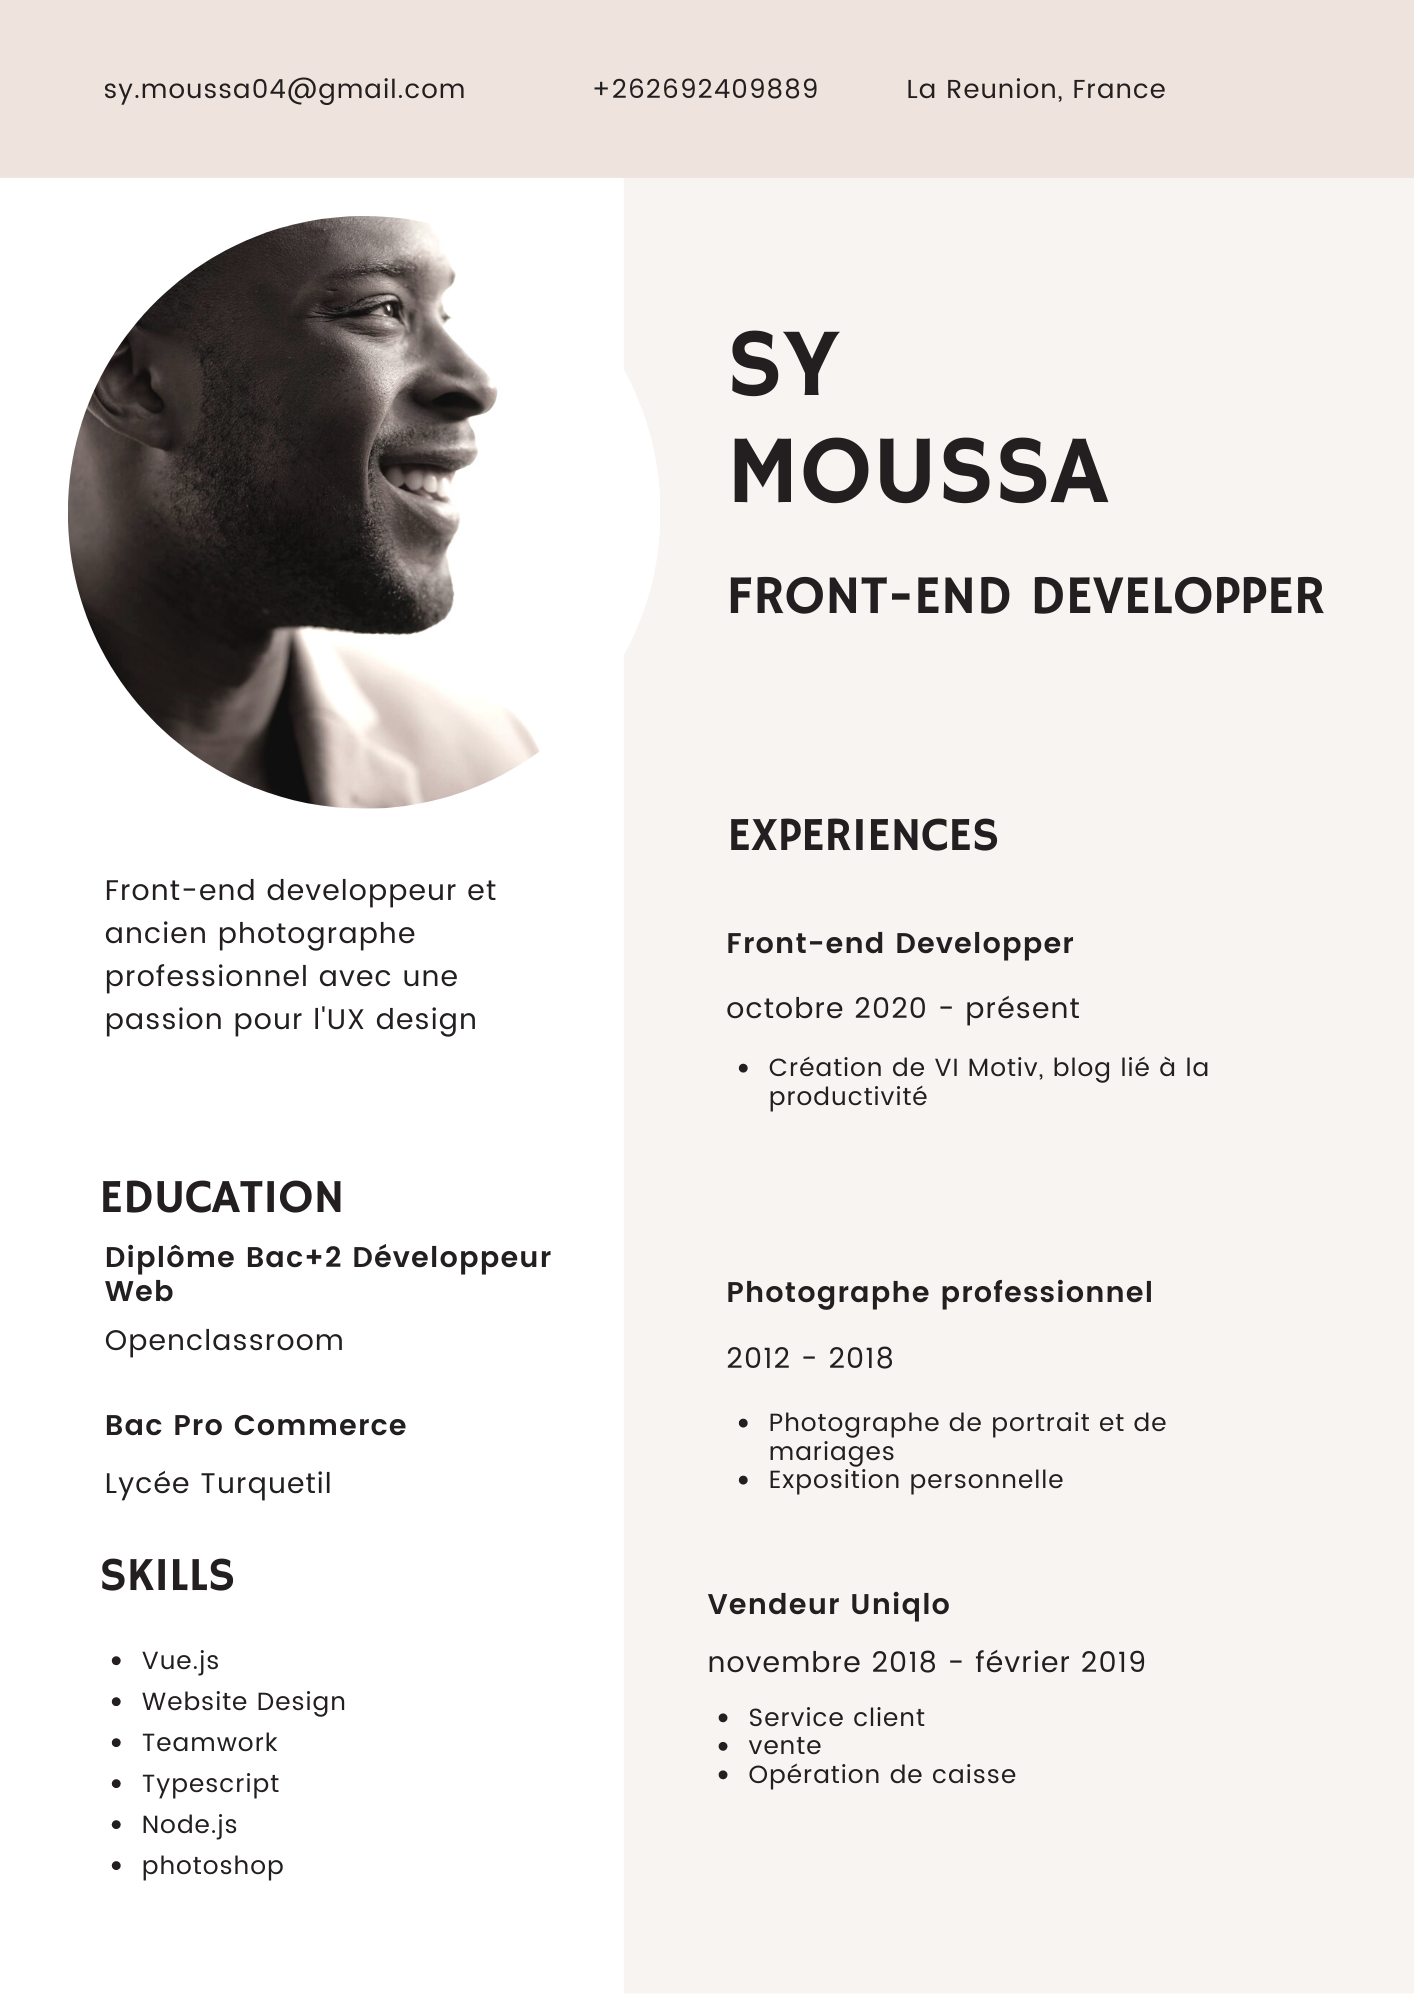 sy.moussa04@gmail.com +262692409889 La Reunion, France
SY
MOUSSA
FRONT-END DEVELOPPER
Front-end developpeur et
ancien photographe
professionnel avec une
passion pour l'UX design
EDUCATION
Diplôme Bac+2 Développeur
Web
Openclassroom
Bac Pro Commerce
Lycée Turquetil
SKILLS
• Vue.js
• Website Design
• Teamwork
• Typescript
• Node.js
• photoshop
EXPERIENCES
Front-end Developper
octobre 2020 - présent
• Création de VI Motiv, blog lié à la
productivité
Photographe professionnel
2012 - 2018
• Photographe de portrait et de
mariages
• Exposition personnelle
Vendeur Uniqlo
novembre 2018 - février 2019
• Service client
• vente
• Opération de caisse